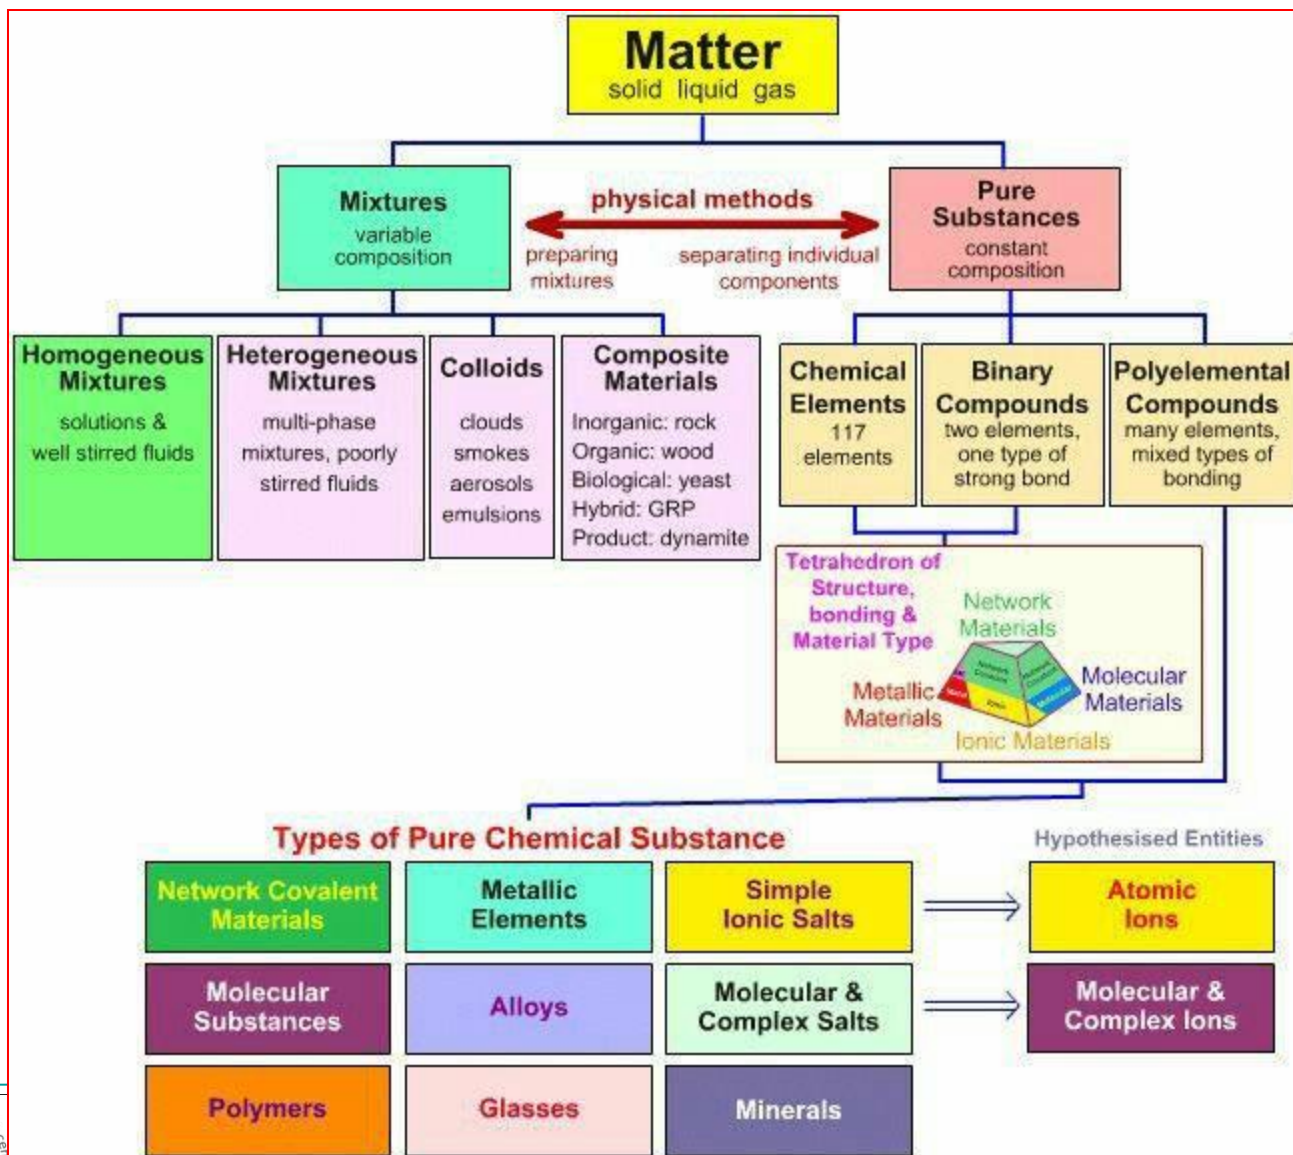 Matter
solid liquid gas
Mixtures
variable
composition
physical methods
preparing
mixtures
separating individual
components
Pure
Substances
constant
composition
Homogeneous
Mixtures
solutions &
well stirred fluids
Heterogeneous
Mixtures
multi-phase
mixtures, poorly
stirred fluids
Colloids
clouds
smokes
aerosols
emulsions
Composite
Materials
Inorganic: rock
Organic: wood
Biological: yeast
Hybrid: GRP
Product: dynamite
Chemical
Elements
117
elements
Binary
Compounds
two elements,
one type of
strong bond
Polyelemental
Compounds
many elements,
mixed types of
bonding
Tetrahedron of
Structure,
bonding &
Material Type
Network
Materials
Metallic
Materials
Molecular
Materials
Ionic Materials
Types of Pure Chemical Substance
Hypothesised Entities
Network Covalent
Materials
Metallic
Elements
Simple
Ionic Salts
Atomic
Ions
Molecular
Substances
Alloys
Molecular &
Complex Salts
Molecular &
Complex Ions
Polymers
Glasses
Minerals